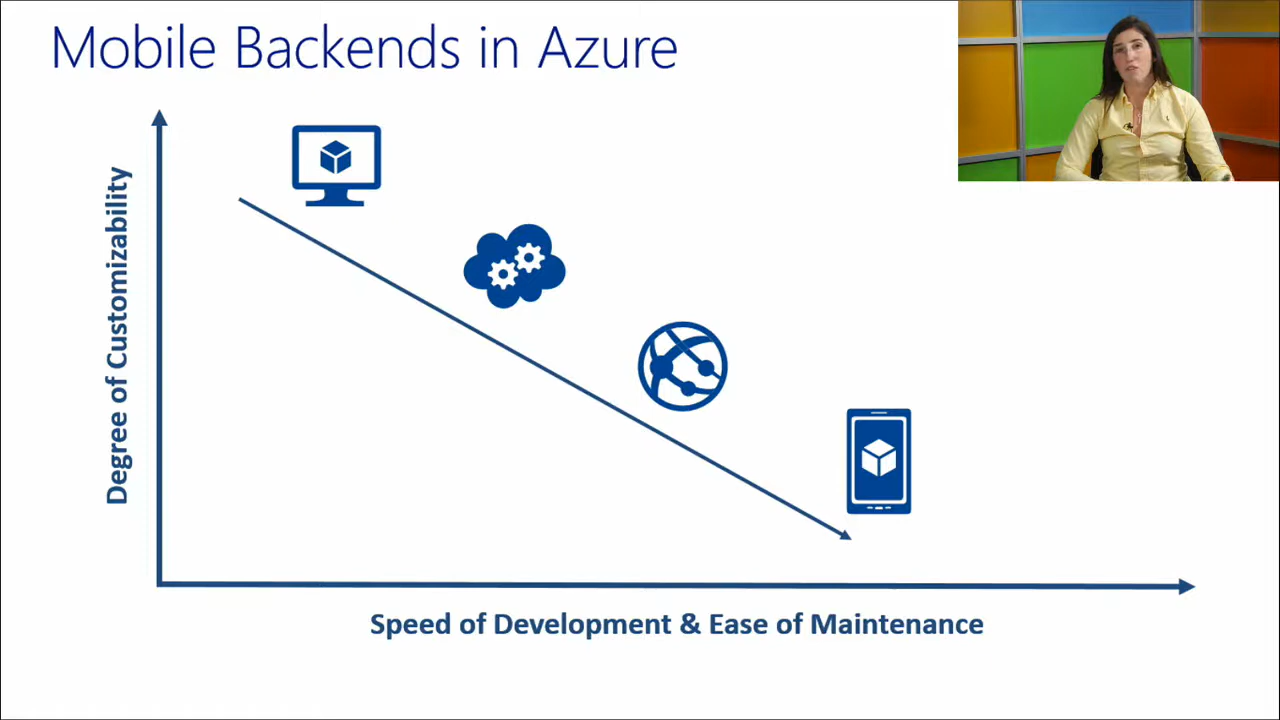 Mobile Backends in Azure
Degree of Customizability
Speed of Development & Ease of Maintenance